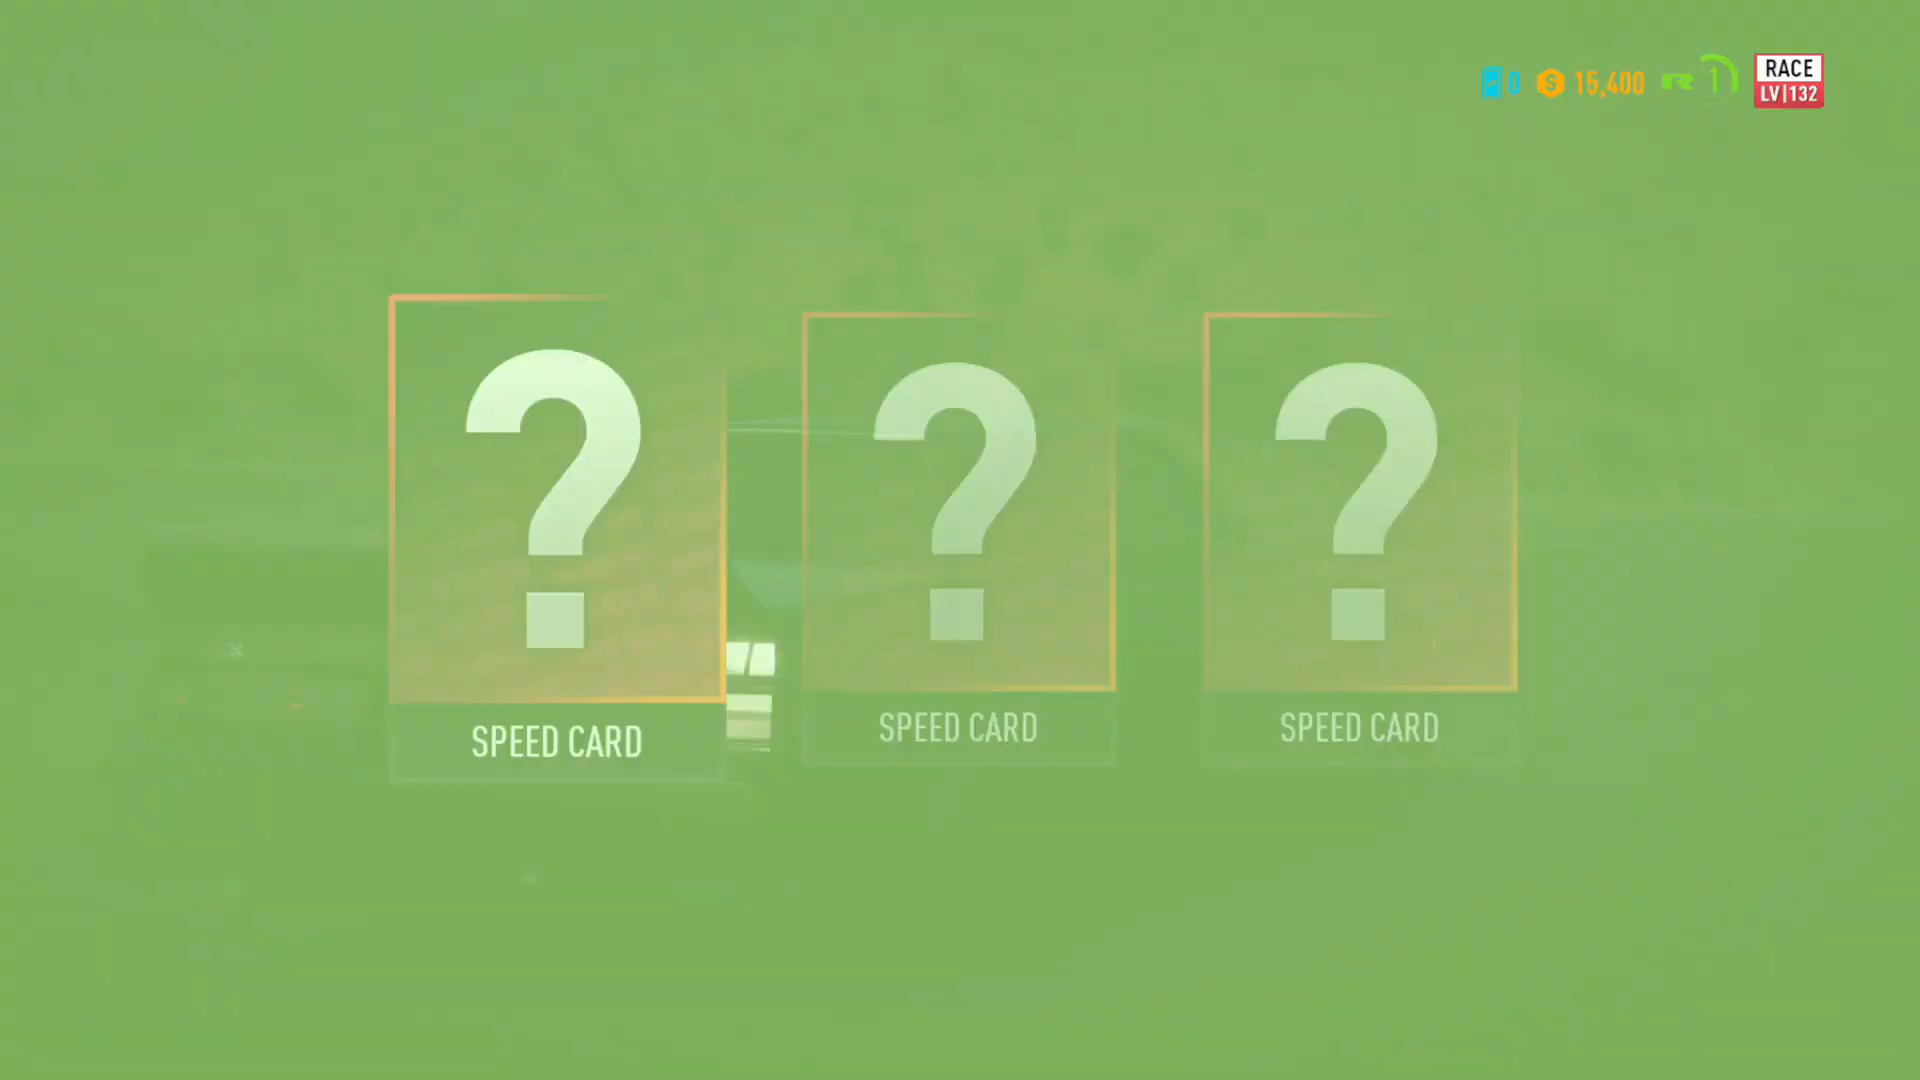 0 15,400 R 1 RACE
LV|132
?
?
?
SPEED CARD
SPEED CARD
SPEED CARD